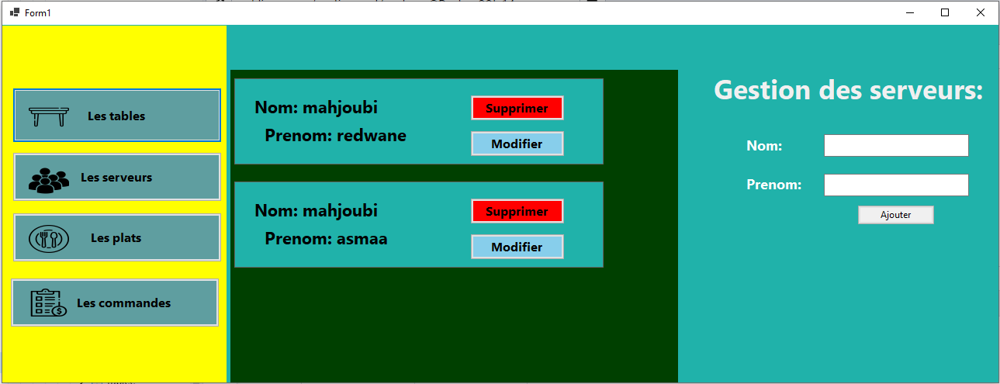 Form1
Les tables
Les serveurs
Les plats
Les commandes
Nom: mahjoubi
Prenom: redwane
Supprimer
Modifier
Nom: mahjoubi
Prenom: asmaa
Supprimer
Modifier
Gestion des serveurs:
Nom:
Prenom:
Ajouter